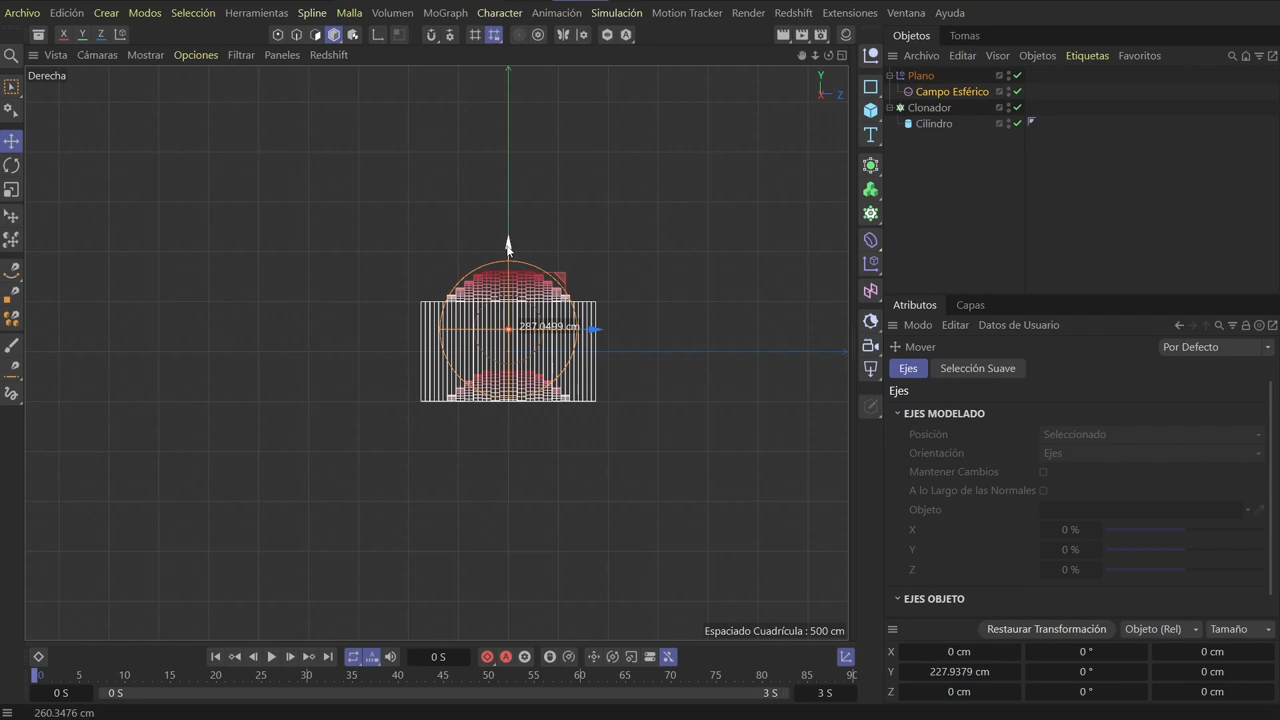 Archivo Edición Crear Modos Selección Herramientas Spline Malla Volumen MoGraph Character Animación Simulación Motion Tracker Render Redshift Extensiones Ventana Ayuda
X Y Z
Vista Cámaras Mostrar Opciones Filtrar Paneles Redshift
Derecha
Y
X Z
287.0499 cm
Espaciado Cuadrícula : 500 cm
Objetos Tomas
Archivo Editar Visor Objetos Etiquetas Favoritos
Plano
Campo Esférico
Clonador
Cilindro
Atributos Capas
Modo Editar Datos de Usuario
Mover Por Defecto
Ejes Selección Suave
Ejes
EJES MODELADO
Posición Seleccionado
Orientación Ejes
Mantener Cambios
A lo Largo de las Normales
Objeto
X 0 %
Y 0 %
Z 0 %
EJES OBJETO
Restaurar Transformación Objeto (Rel) Tamaño
X 0 cm 0 ° 0 cm
Y 227.9379 cm 0 ° 0 cm
Z 0 cm 0 ° 0 cm
0 S
0 5 10 15 20 25 30 35 40 45 50 55 60 65 70 75 80 85 90
0 S 0 S 3 S 3 S
260.3476 cm